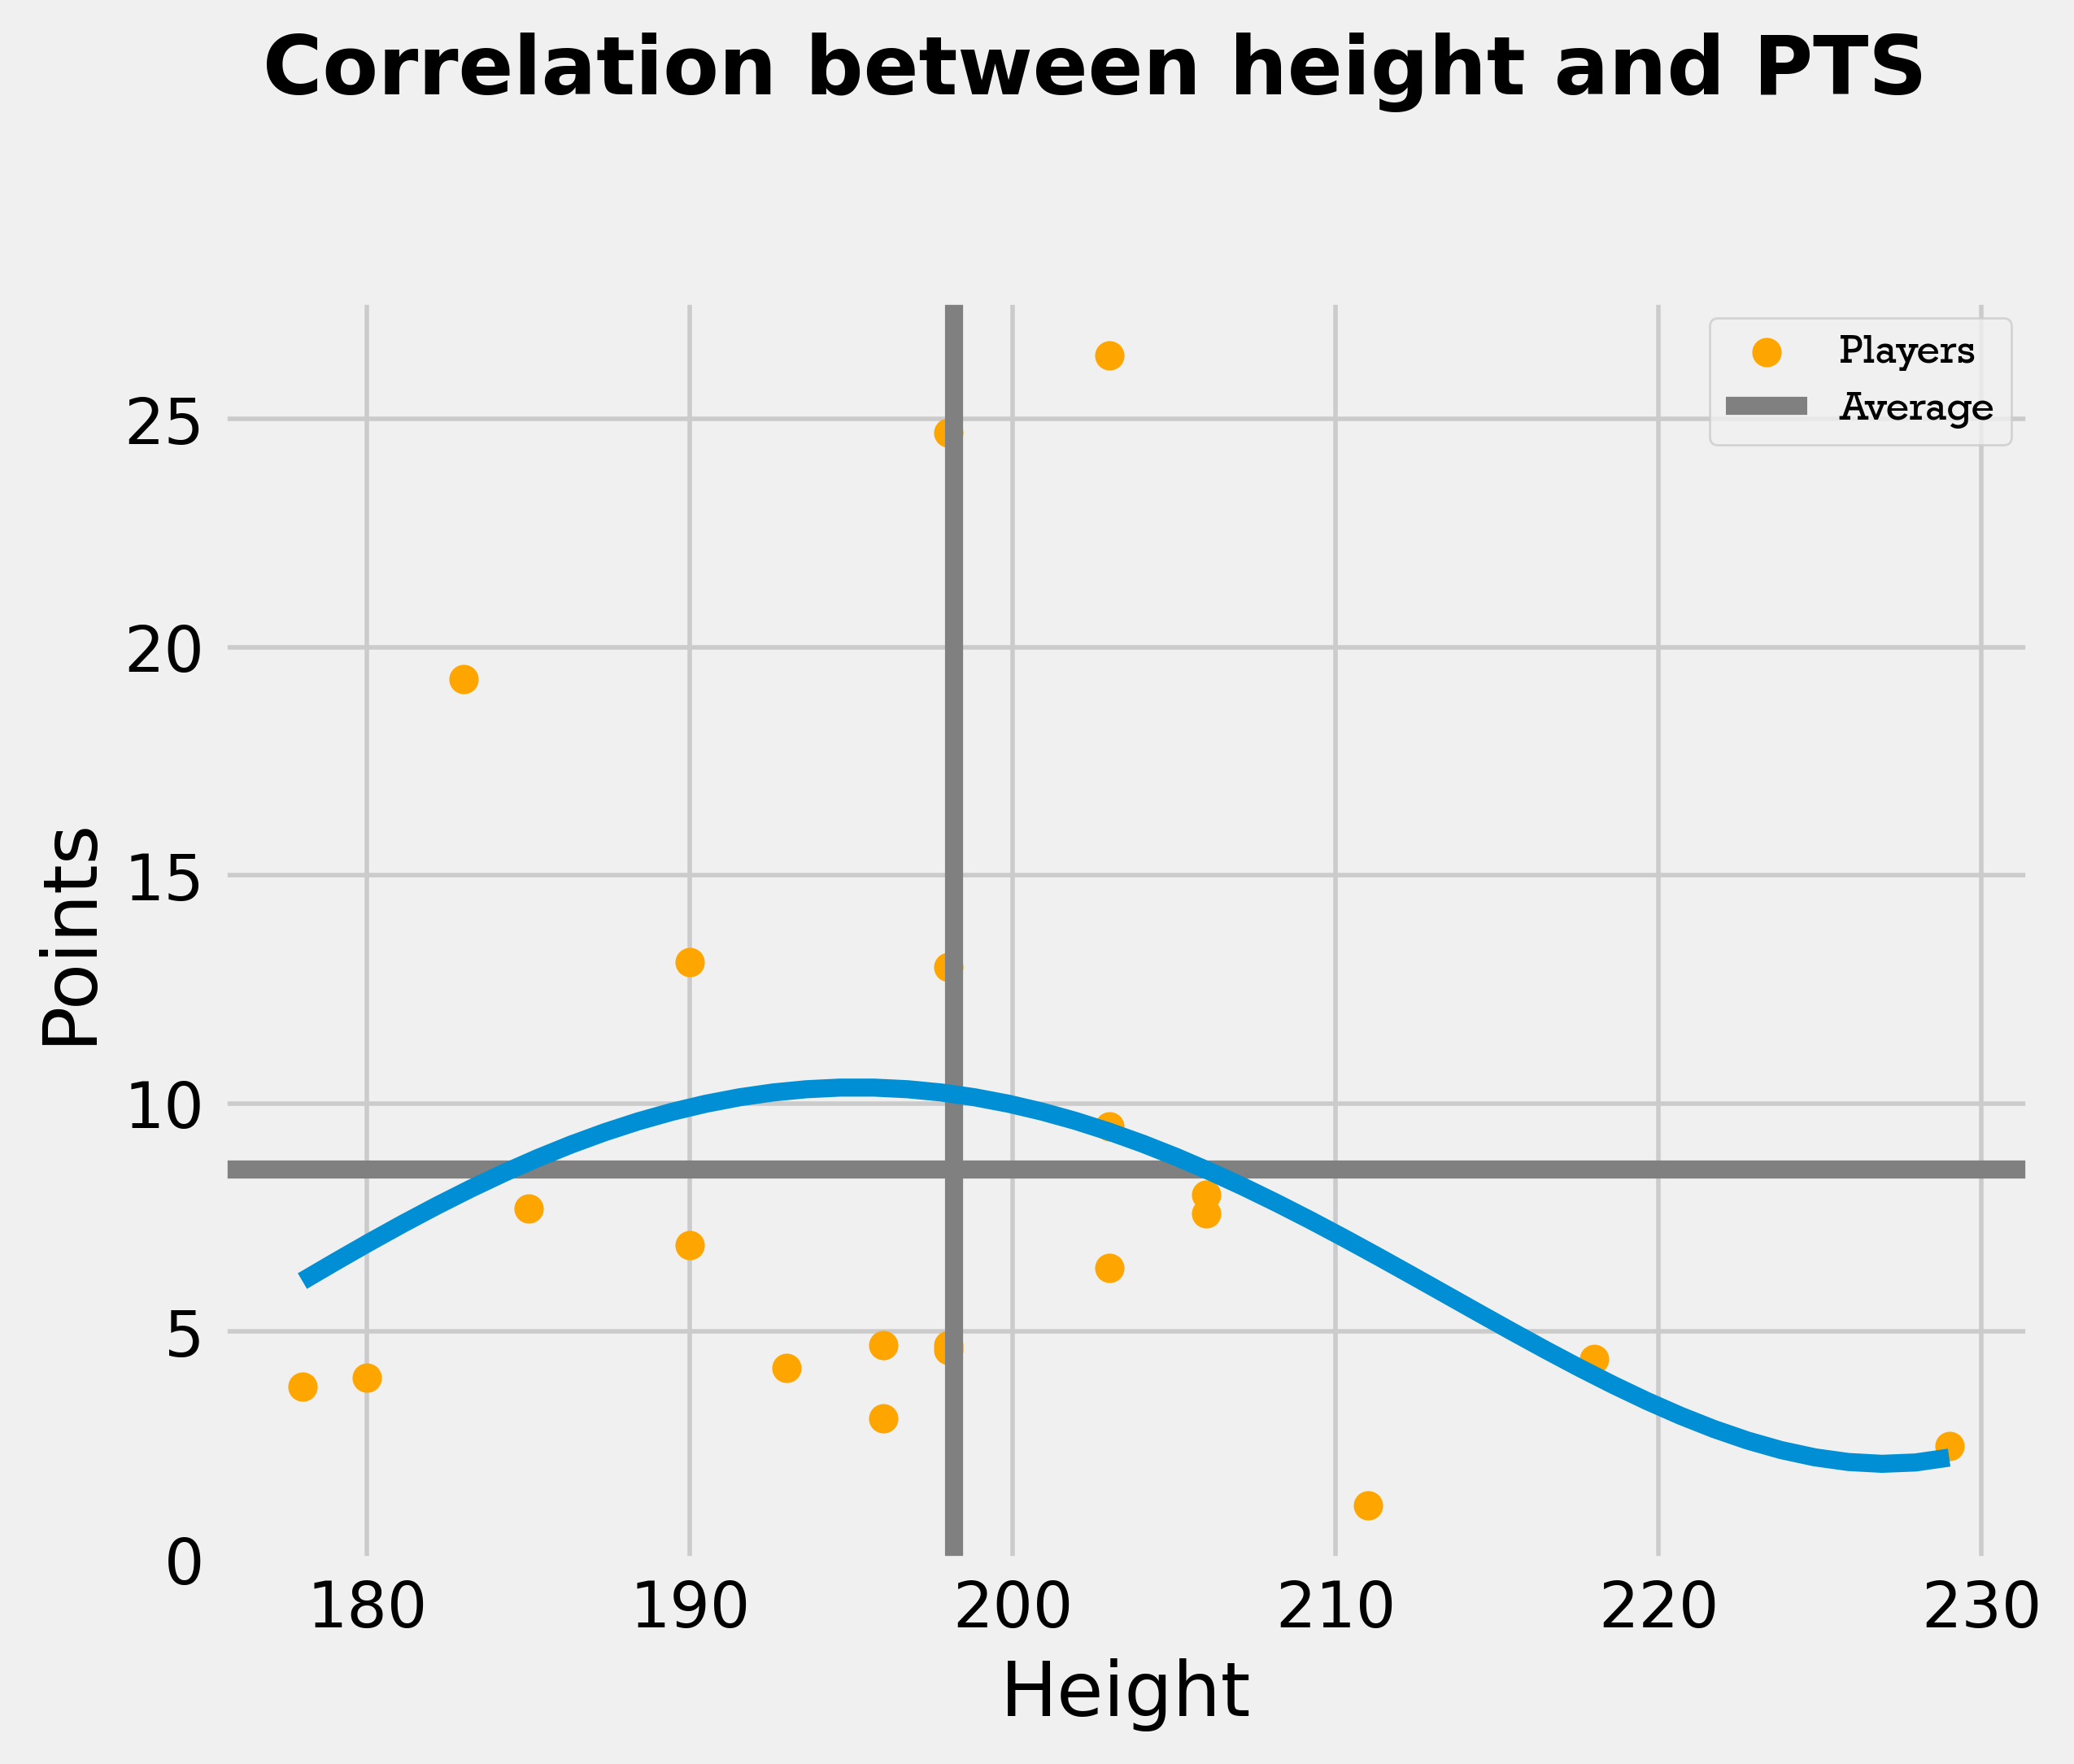 Correlation between height and PTS
Players
Average
25
20
15
10
5
0
Points
180 190 200 210 220 230
Height